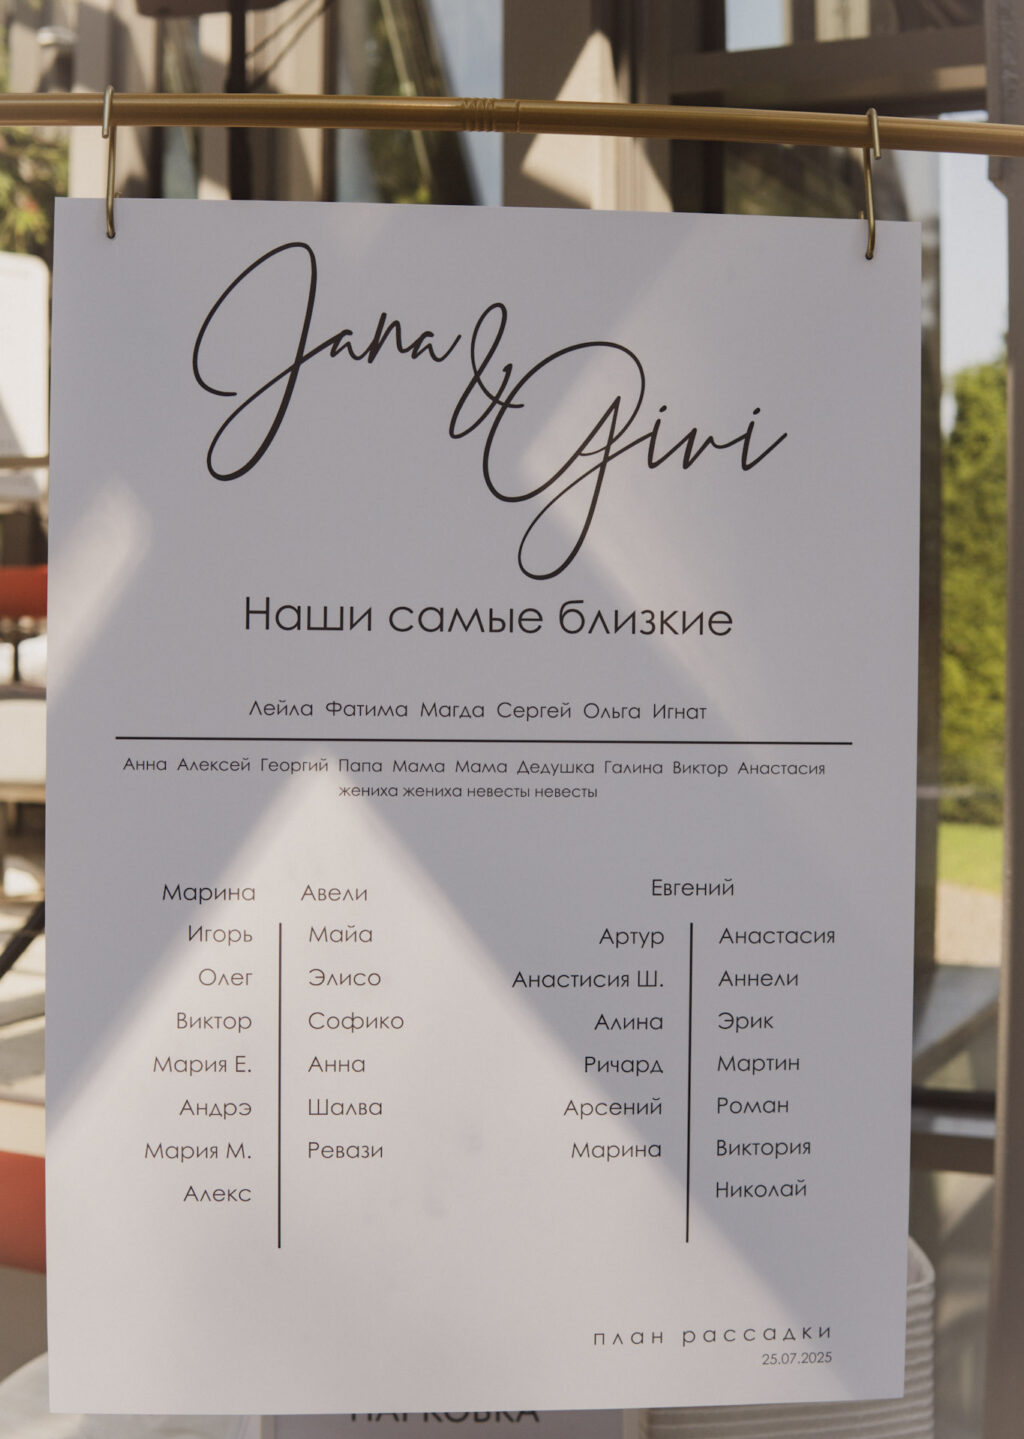 Jana & Givi
Наши самые близкие
Лейла Фатима Магда Сергей Ольга Игнат
Анна Алексей Георгий Папа Мама Мама Дедушка Галина Виктор Анастасия
жениха жениха невесты невесты
Марина Авели
Игорь Майа
Олег Элисо
Виктор Софико
Мария Е. Анна
Андрэ Шалва
Мария М. Ревази
Алекс
Евгений
Артур Анастасия
Анастисия Ш. Аннели
Алина Эрик
Ричард Мартин
Арсений Роман
Марина Виктория
Николай
план рассадки
25.07.2025
ПАРКОВКА